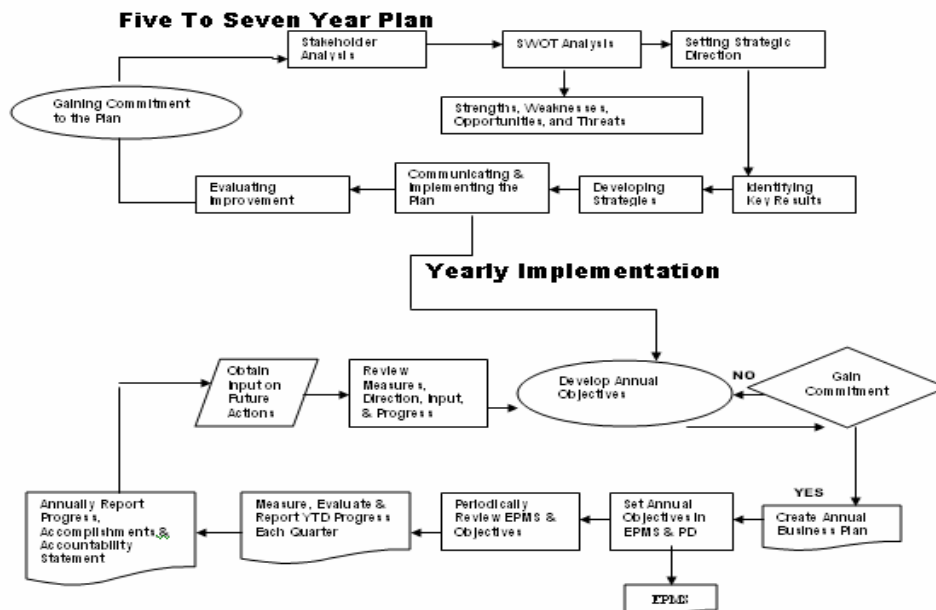 Five To Seven Year Plan
Stakeholder
Analysis
SWOT Analysis
Setting Strategic
Direction
Gaining Commitment
to the Plan
Strengths, Weaknesses,
Opportunities, and Threats
Evaluating
Improvement
Communicating &
Implementing the
Plan
Developing
Strategies
Identifying
Key Results
Yearly Implementation
Obtain
Input on
Future
Actions
Review
Measures,
Direction, Input,
& Progress
Develop Annual
Objectives
NO
Gain
Commitment
YES
Annually Report
Progress,
Accomplishments &
Accountability
Statement
Measure, Evaluate &
Report YTD Progress
Each Quarter
Periodically
Review EPMS &
Objectives
Set Annual
Objectives in
EPMS & PD
Create Annual
Business Plan
EPMS